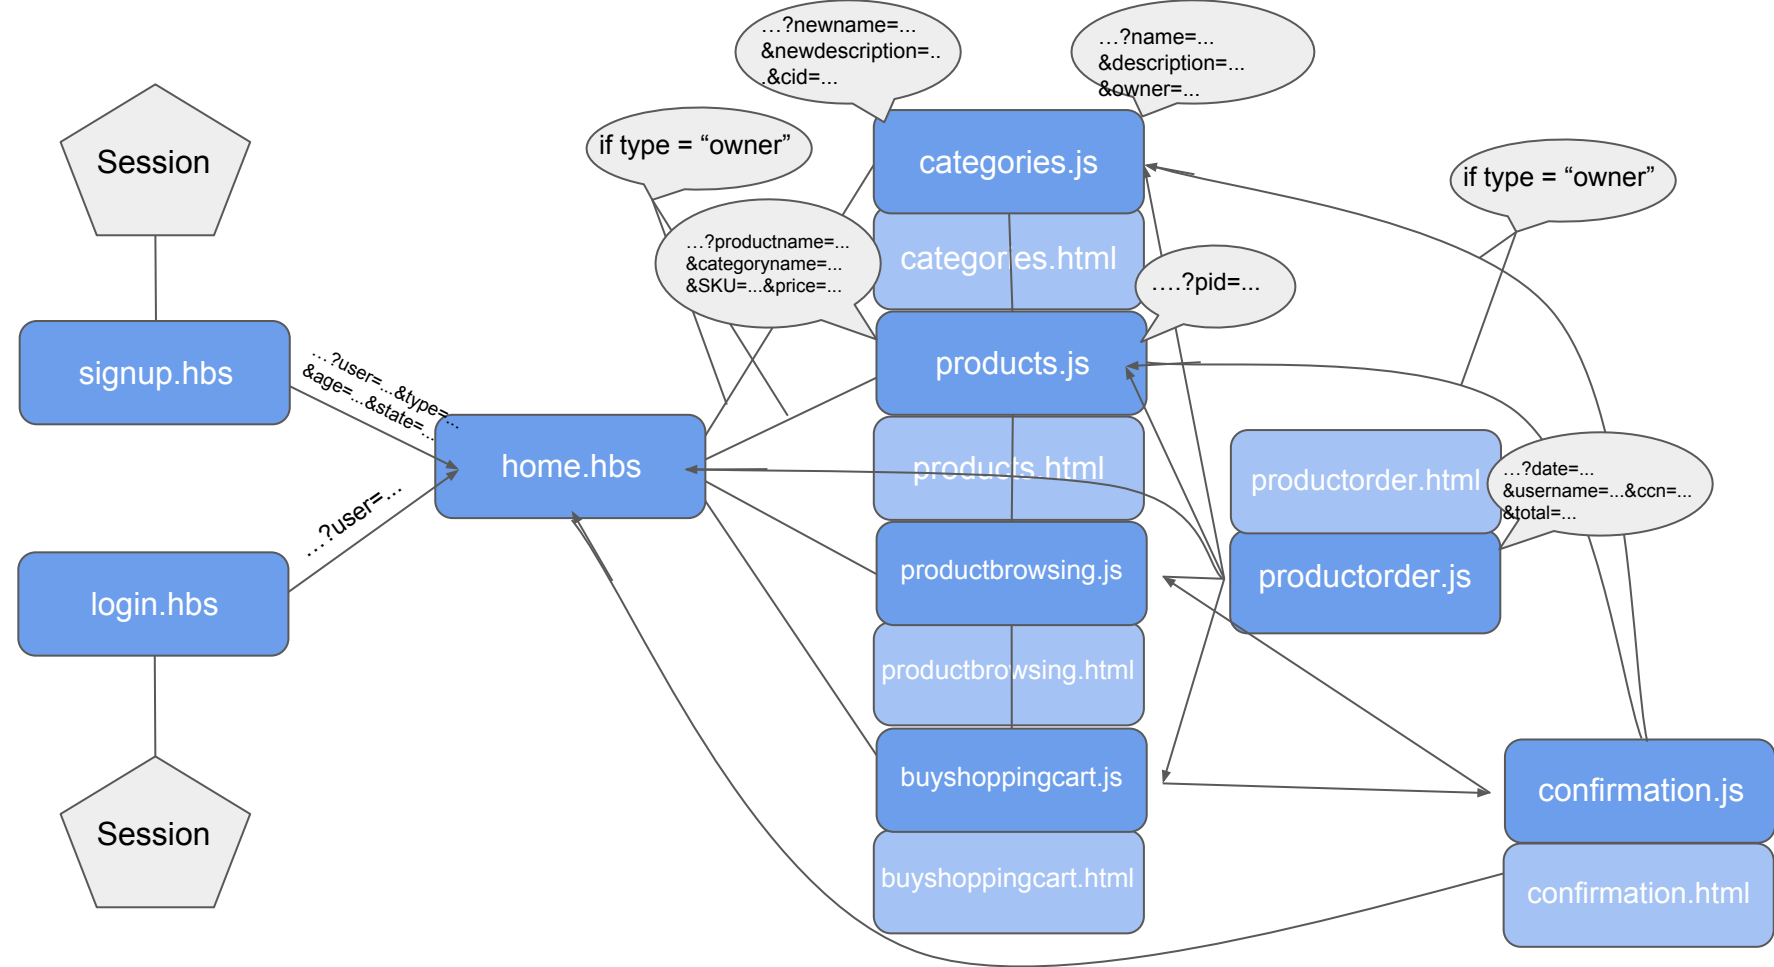 …?newname=...
&newdescription=..
.&cid=...
…?name=...
&description=...
&owner=...
Session
if type = “owner”
categories.js
if type = “owner”
…?productname=...
&categoryname=...
&SKU=...&price=...
categories.html
….?pid=...
signup.hbs
…?user=...&type=...
&age=...&state=...
products.js
home.hbs
products.html
productorder.html
…?date=...
&username=...&ccn=...
&total=...
…?user=...
login.hbs
productbrowsing.js
productorder.js
productbrowsing.html
Session
buyshoppingcart.js
confirmation.js
buyshoppingcart.html
confirmation.html